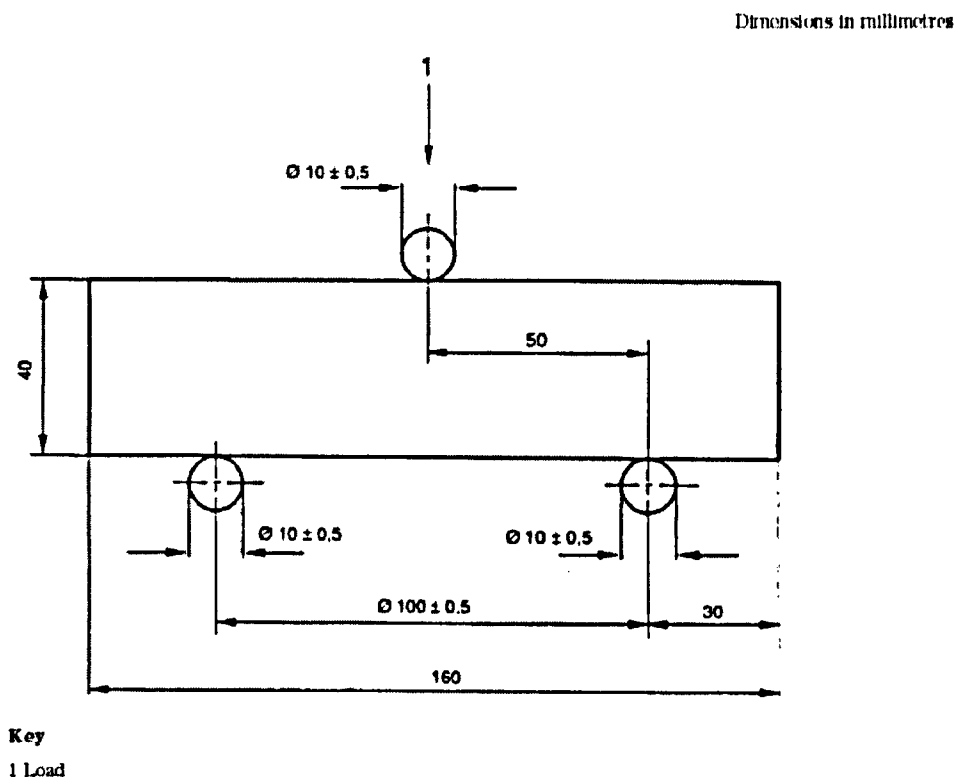 Dimensions in millimetres
1
Ø 10 ± 0,5
50
40
Ø 10 ± 0,5
Ø 10 ± 0,5
Ø 100 ± 0.5
30
160
Key
1 Load